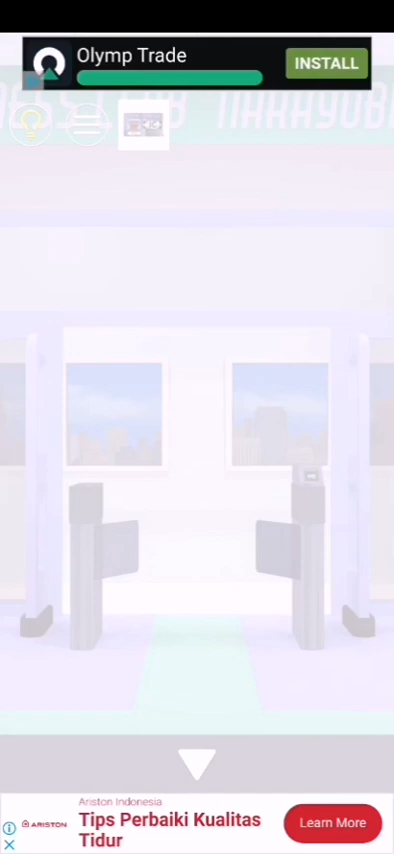 Olymp Trade
INSTALL
Ariston Indonesia
Tips Perbaiki Kualitas
Tidur
ARISTON
Learn More